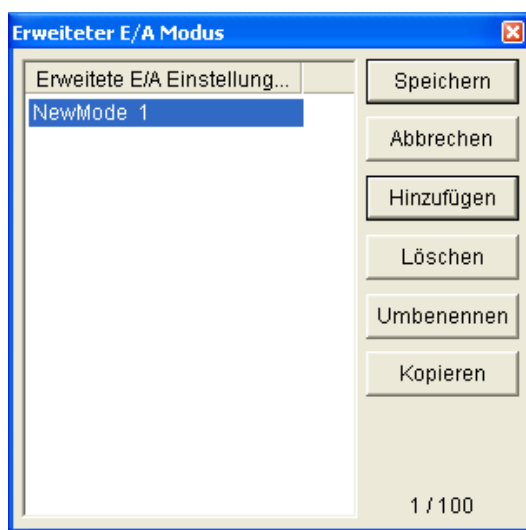 Erweiteter E/A Modus
Erweitete E/A Einstellung...
NewMode 1
Speichern
Abbrechen
Hinzufügen
Löschen
Umbenennen
Kopieren
1 / 100